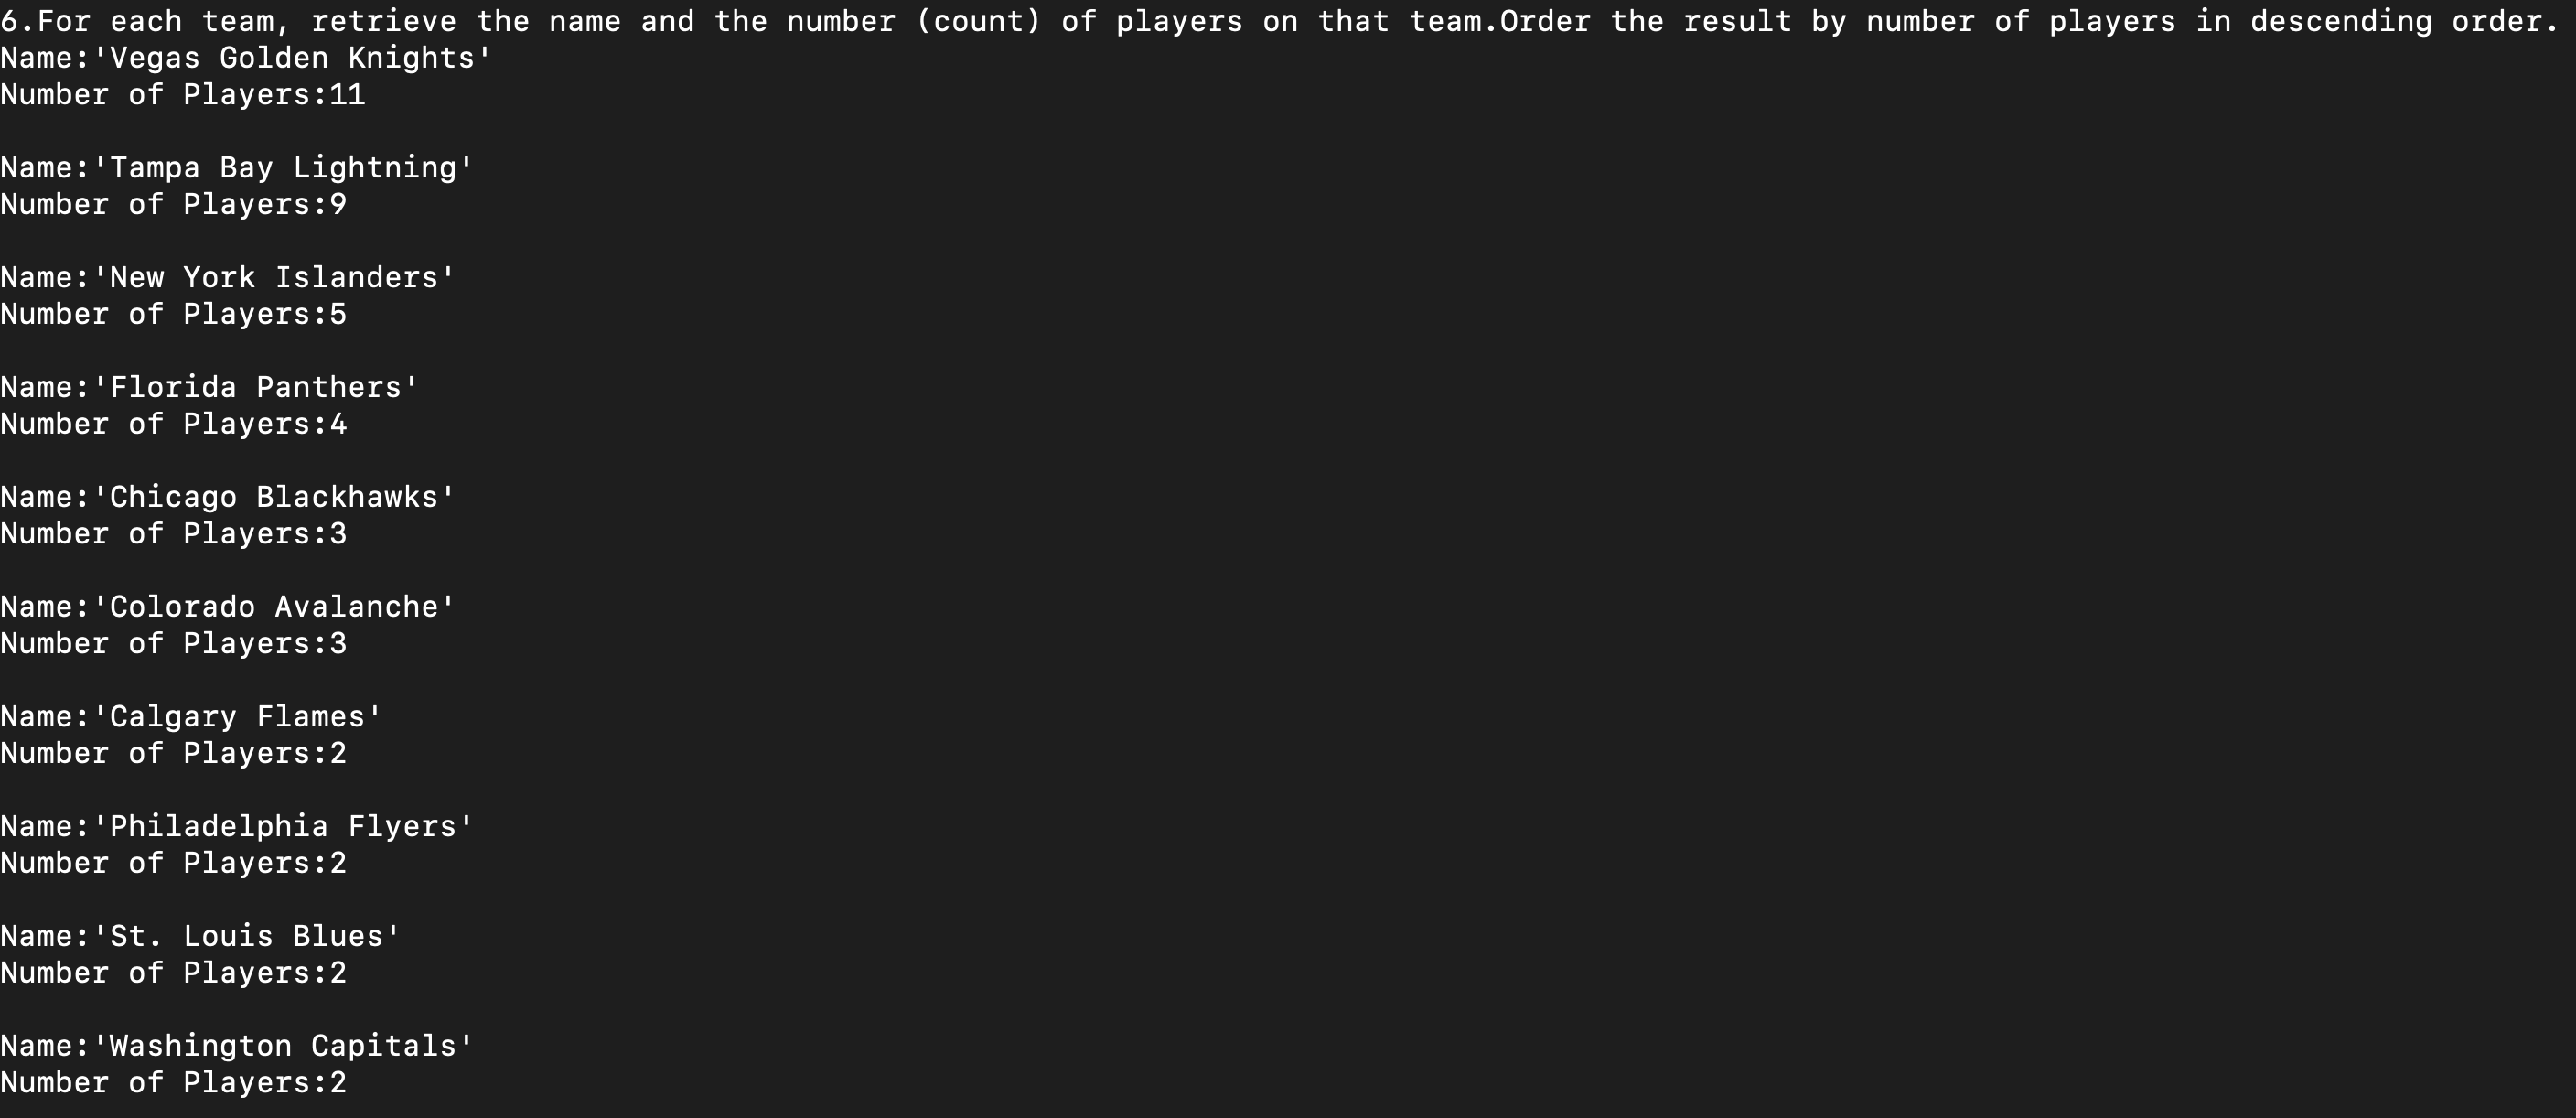 6.For each team, retrieve the name and the number (count) of players on that team.Order the result by number of players in descending order.
Name:'Vegas Golden Knights'
Number of Players:11
Name:'Tampa Bay Lightning'
Number of Players:9
Name:'New York Islanders'
Number of Players:5
Name:'Florida Panthers'
Number of Players:4
Name:'Chicago Blackhawks'
Number of Players:3
Name:'Colorado Avalanche'
Number of Players:3
Name:'Calgary Flames'
Number of Players:2
Name:'Philadelphia Flyers'
Number of Players:2
Name:'St. Louis Blues'
Number of Players:2
Name:'Washington Capitals'
Number of Players:2